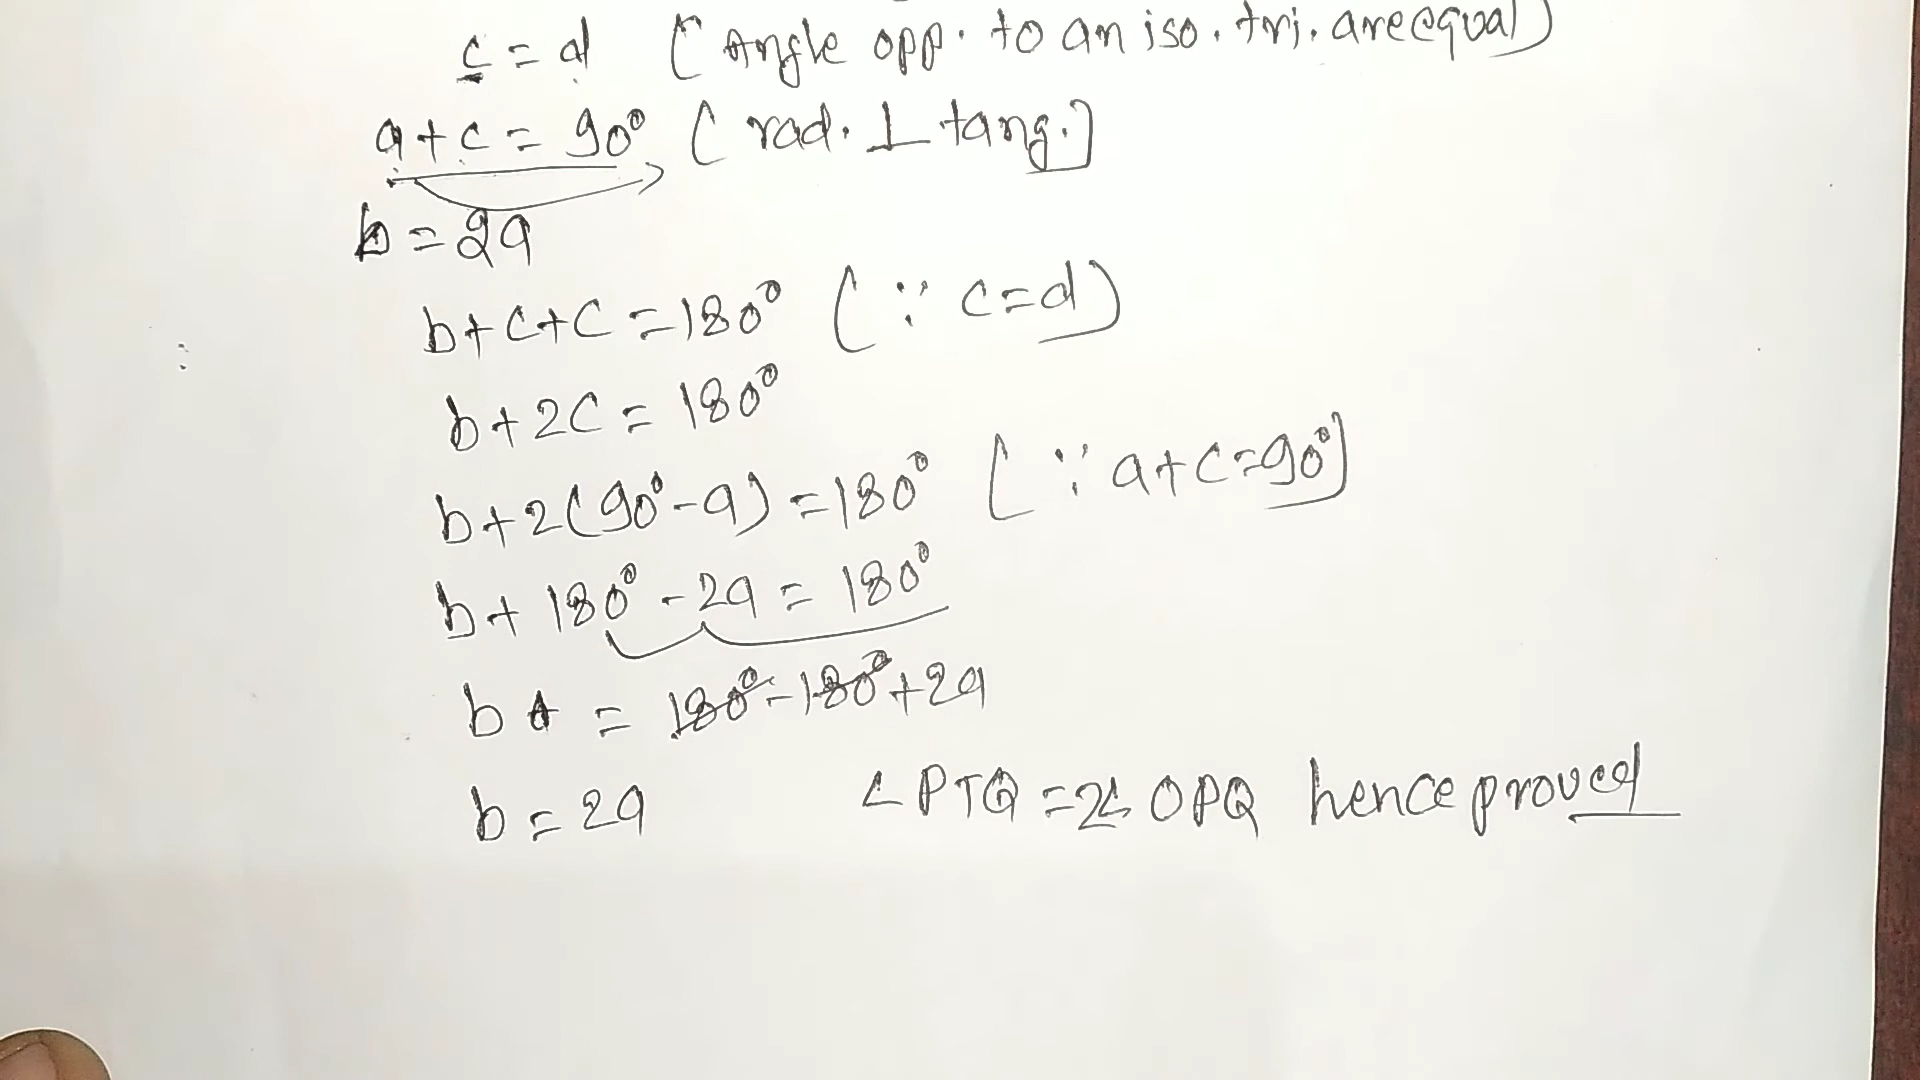 c = d [Angle opp. to an iso. tri. are equal]
a + c = 90° [rad. ⊥ tang.]
b = 2a
b + c + c = 180° (∵ c = d)
b + 2c = 180°
b + 2(90° - a) = 180° [∵ a + c = 90°]
b + 180° - 2a = 180°
b = 180° - 180° + 2a
b = 2a ∠PTQ = 2∠OPQ hence proved